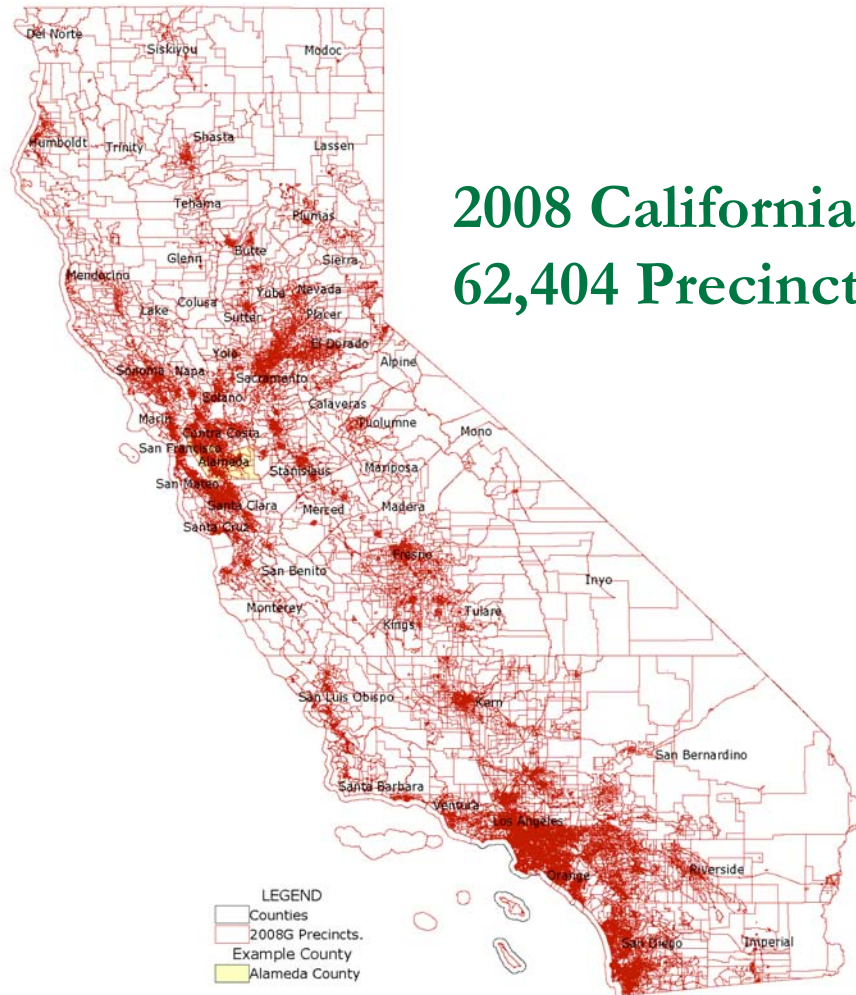 Del Norte
Siskiyou
Modoc
Humboldt
Trinity
Shasta
Lassen
2008 California
62,404 Precinct
Tehama
Plumas
Glenn
Butte
Sierra
Mendocino
Lake
Colusa
Sutter
Yuba
Nevada
Placer
Yolo
El Dorado
Sonoma
Napa
Sacramento
Alpine
Solano
Calaveras
Marin
Contra Costa
Tuolumne
Mono
San Francisco
Alameda
Stanislaus
Mariposa
San Mateo
Santa Clara
Merced
Madera
Santa Cruz
Fresno
San Benito
Inyo
Monterey
Kings
Tulare
San Luis Obispo
Kern
San Bernardino
Santa Barbara
Ventura
Los Angeles
Orange
Riverside
San Diego
Imperial
LEGEND
Counties
2008G Precincts.
Example County
Alameda County